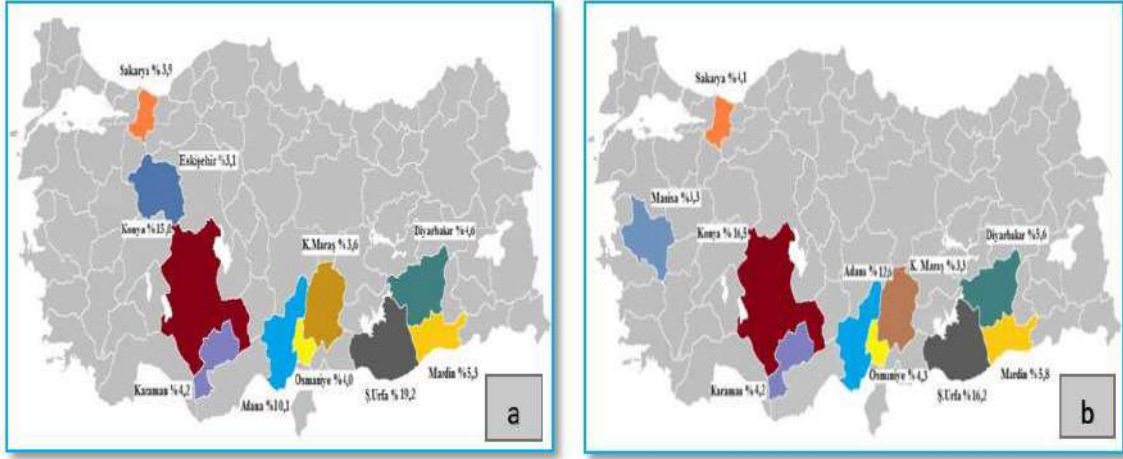 Sakarya % 3,9
Eskişehir %3,1
Konya % 15,0
K.Maraş % 3,6
Diyarbakır %4,6
Karaman %4,2
Adana %10,1
Osmaniye %4,0
Ş.Urfa % 19,2
Mardin %5,3
a
Sakarya %4,1
Manisa %3,3
Konya % 16,5
Adana % 12,6
K. Maraş %3,3
Diyarbakır %5,6
Karaman %4,2
Osmaniye % 4,3
Ş.Urfa %16,2
Mardin %5,8
b